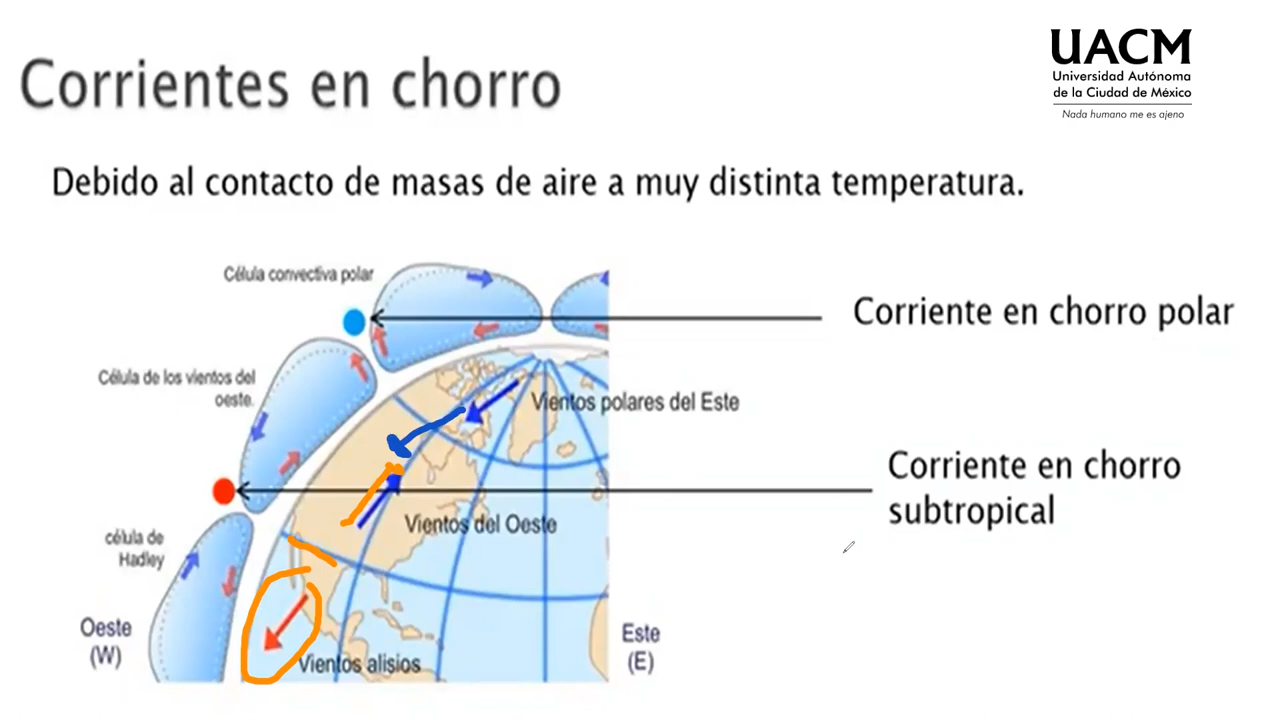 UACM
Universidad Autónoma
de la Ciudad de México
Nada humano me es ajeno
Corrientes en chorro
Debido al contacto de masas de aire a muy distinta temperatura.
Célula convectiva polar
Corriente en chorro polar
Célula de los vientos del
oeste.
Vientos polares del Este
Corriente en chorro
subtropical
Vientos del Oeste
célula de
Hadley
Oeste
(W)
Este
(E)
Vientos alisios